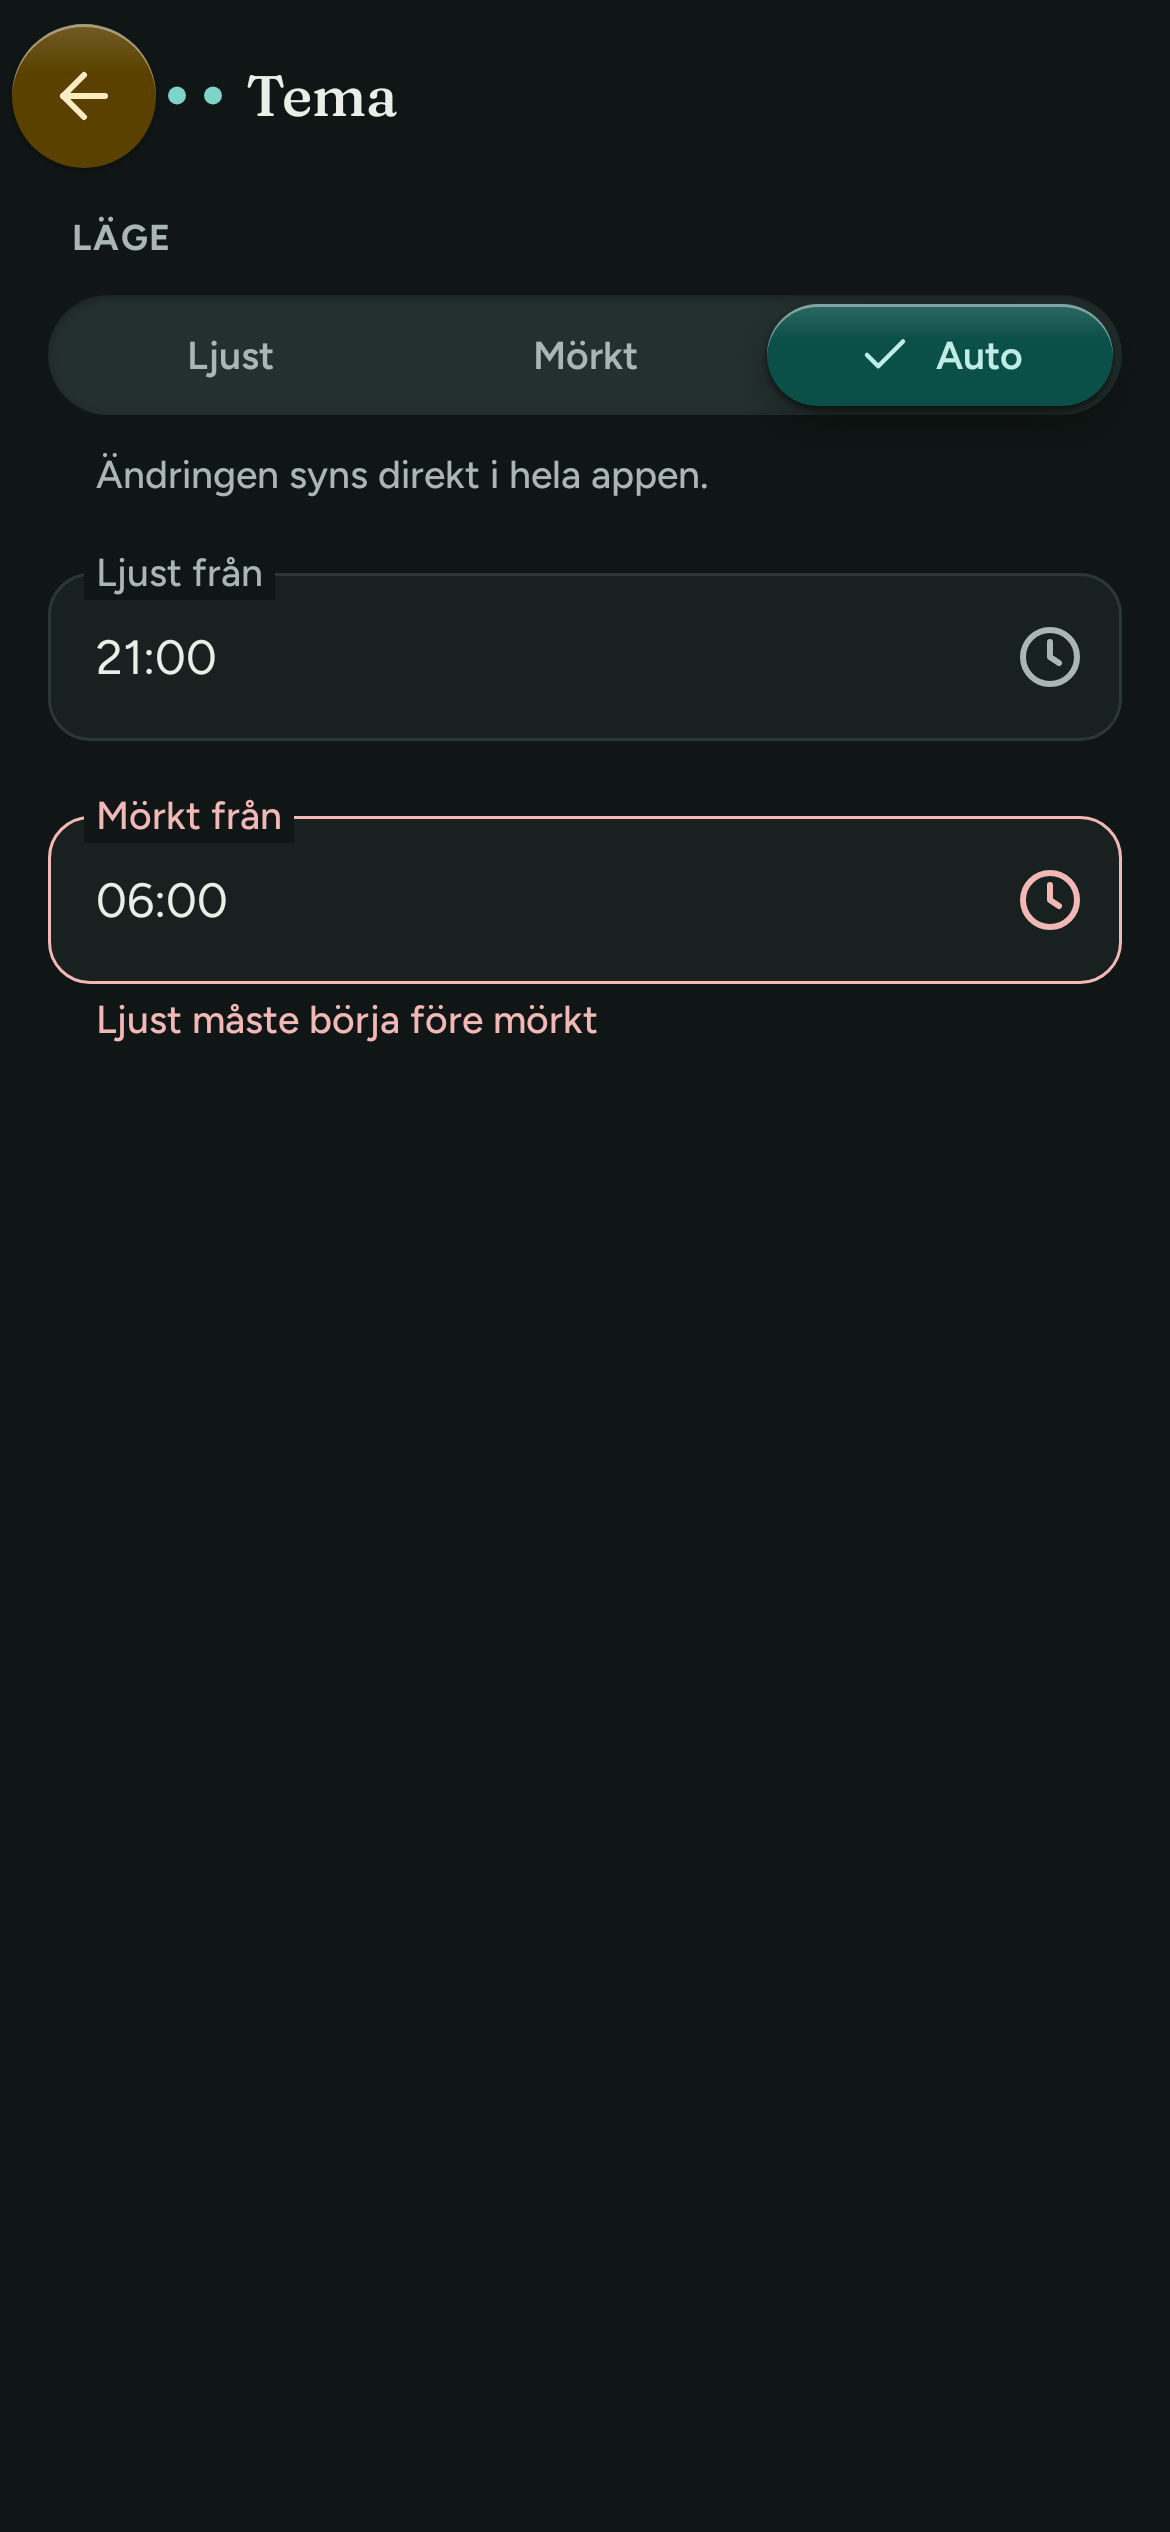 Tema
LÄGE
Ljust
Mörkt
Auto
Ändringen syns direkt i hela appen.
Ljust från
21:00
Mörkt från
06:00
Ljust måste börja före mörkt